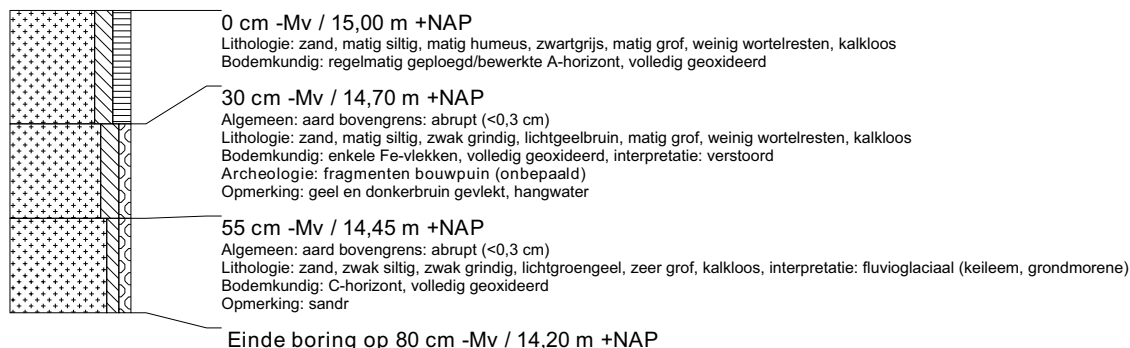 0 cm -Mv / 15,00 m +NAP
Lithologie: zand, matig siltig, matig humeus, zwartgrijs, matig grof, weinig wortelresten, kalkloos
Bodemkundig: regelmatig geploegd/bewerkte A-horizont, volledig geoxideerd
30 cm -Mv / 14,70 m +NAP
Algemeen: aard bovengrens: abrupt (<0,3 cm)
Lithologie: zand, matig siltig, zwak grindig, lichtgeelbruin, matig grof, weinig wortelresten, kalkloos
Bodemkundig: enkele Fe-vlekken, volledig geoxideerd, interpretatie: verstoord
Archeologie: fragmenten bouwpuin (onbepaald)
Opmerking: geel en donkerbruin gevlekt, hangwater
55 cm -Mv / 14,45 m +NAP
Algemeen: aard bovengrens: abrupt (<0,3 cm)
Lithologie: zand, zwak siltig, zwak grindig, lichtgroengeel, zeer grof, kalkloos, interpretatie: fluvioglaciaal (keileem, grondmorene)
Bodemkundig: C-horizont, volledig geoxideerd
Opmerking: sandr
Einde boring op 80 cm -Mv / 14,20 m +NAP